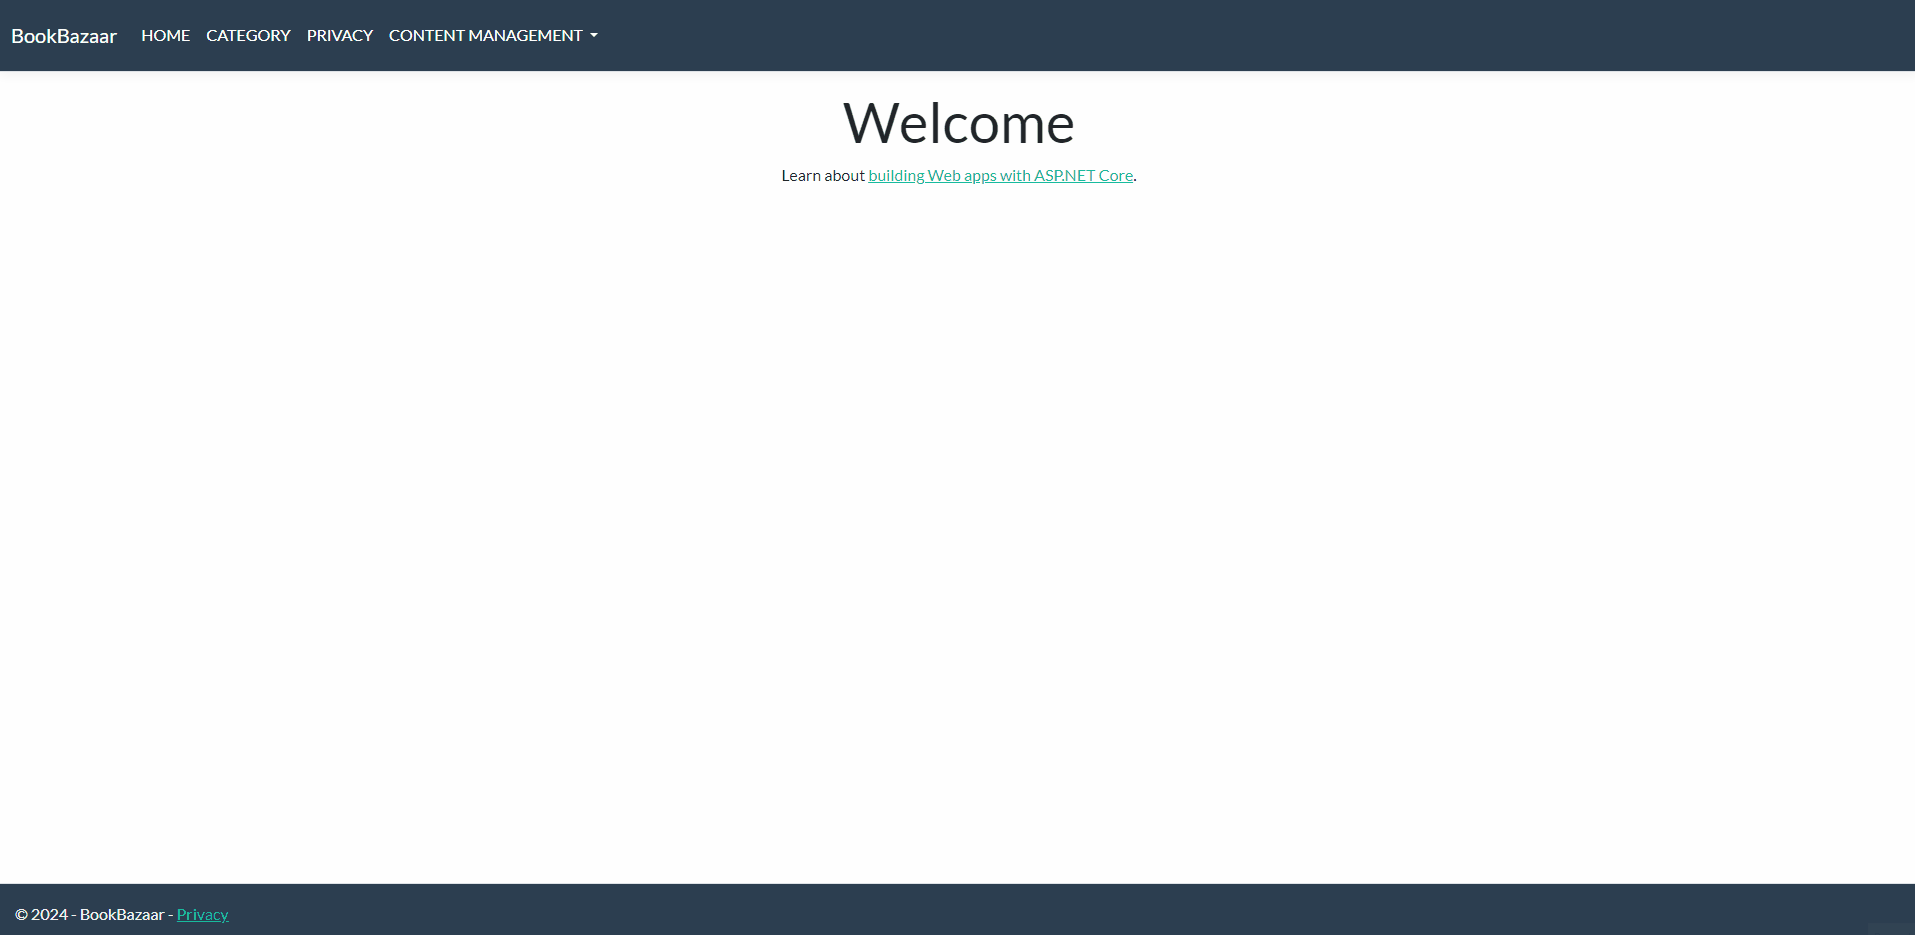 BookBazaar HOME CATEGORY PRIVACY CONTENT MANAGEMENT
Welcome
Learn about building Web apps with ASP.NET Core.
© 2024 - BookBazaar - Privacy